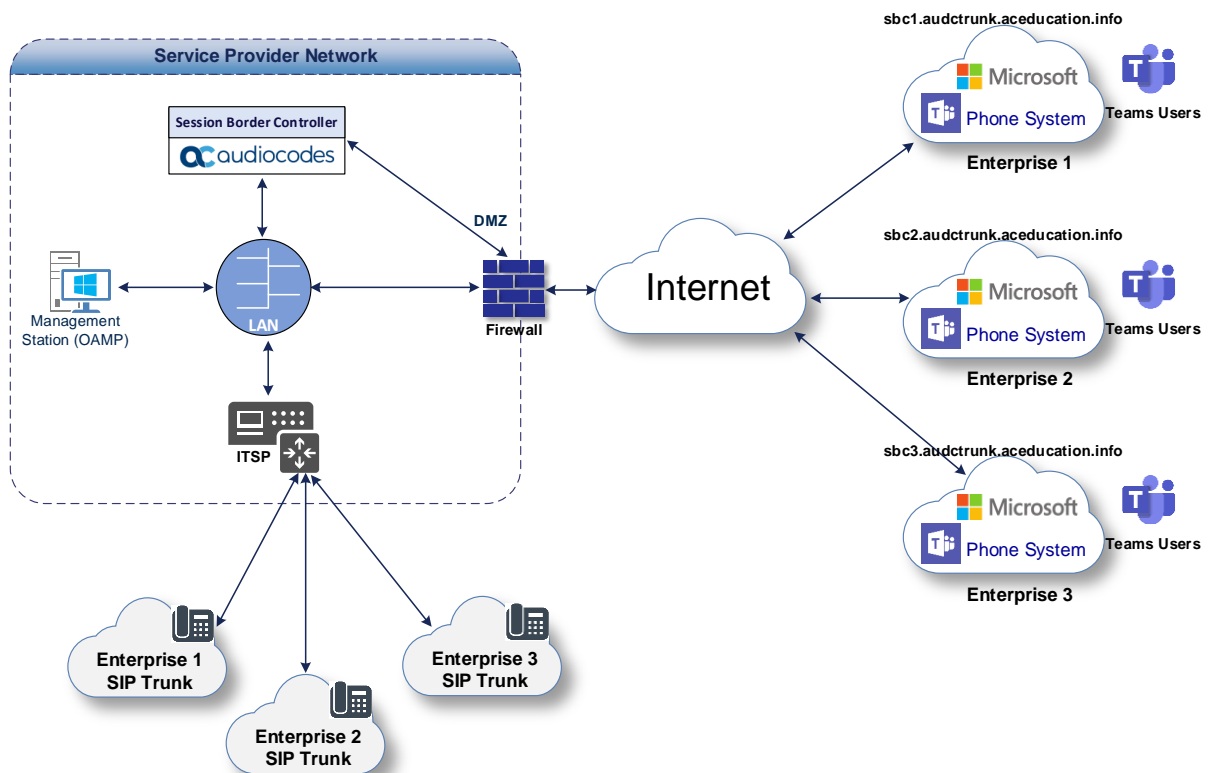 sbc1.audctrunk.aceducation.info
Service Provider Network
Microsoft
Phone System
Teams Users
Enterprise 1
Session Border Controller
audiocodes
DMZ
sbc2.audctrunk.aceducation.info
Internet
Microsoft
Phone System
Teams Users
Enterprise 2
LAN
Firewall
Management
Station (OAMP)
ITSP
sbc3.audctrunk.aceducation.info
Microsoft
Phone System
Teams Users
Enterprise 3
Enterprise 1
SIP Trunk
Enterprise 3
SIP Trunk
Enterprise 2
SIP Trunk